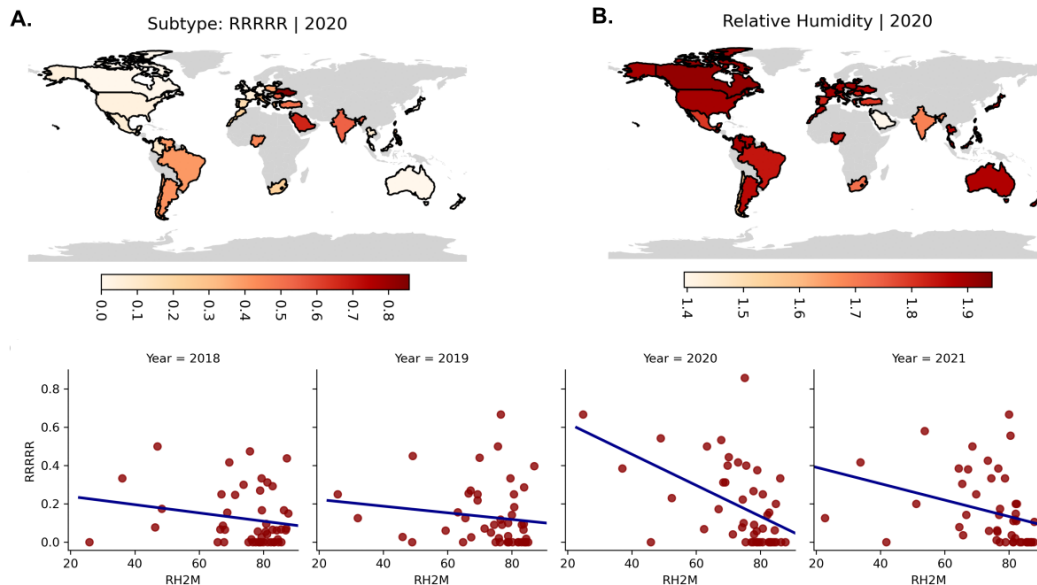 A.
Subtype: RRRRR | 2020
0.0 0.1 0.2 0.3 0.4 0.5 0.6 0.7 0.8
B.
Relative Humidity | 2020
1.4 1.5 1.6 1.7 1.8 1.9
Year = 2018
Year = 2019
Year = 2020
Year = 2021
RRRRR
0.8
0.6
0.4
0.2
0.0
20 40 60 80
20 40 60 80
20 40 60 80
20 40 60 80
RH2M
RH2M
RH2M
RH2M